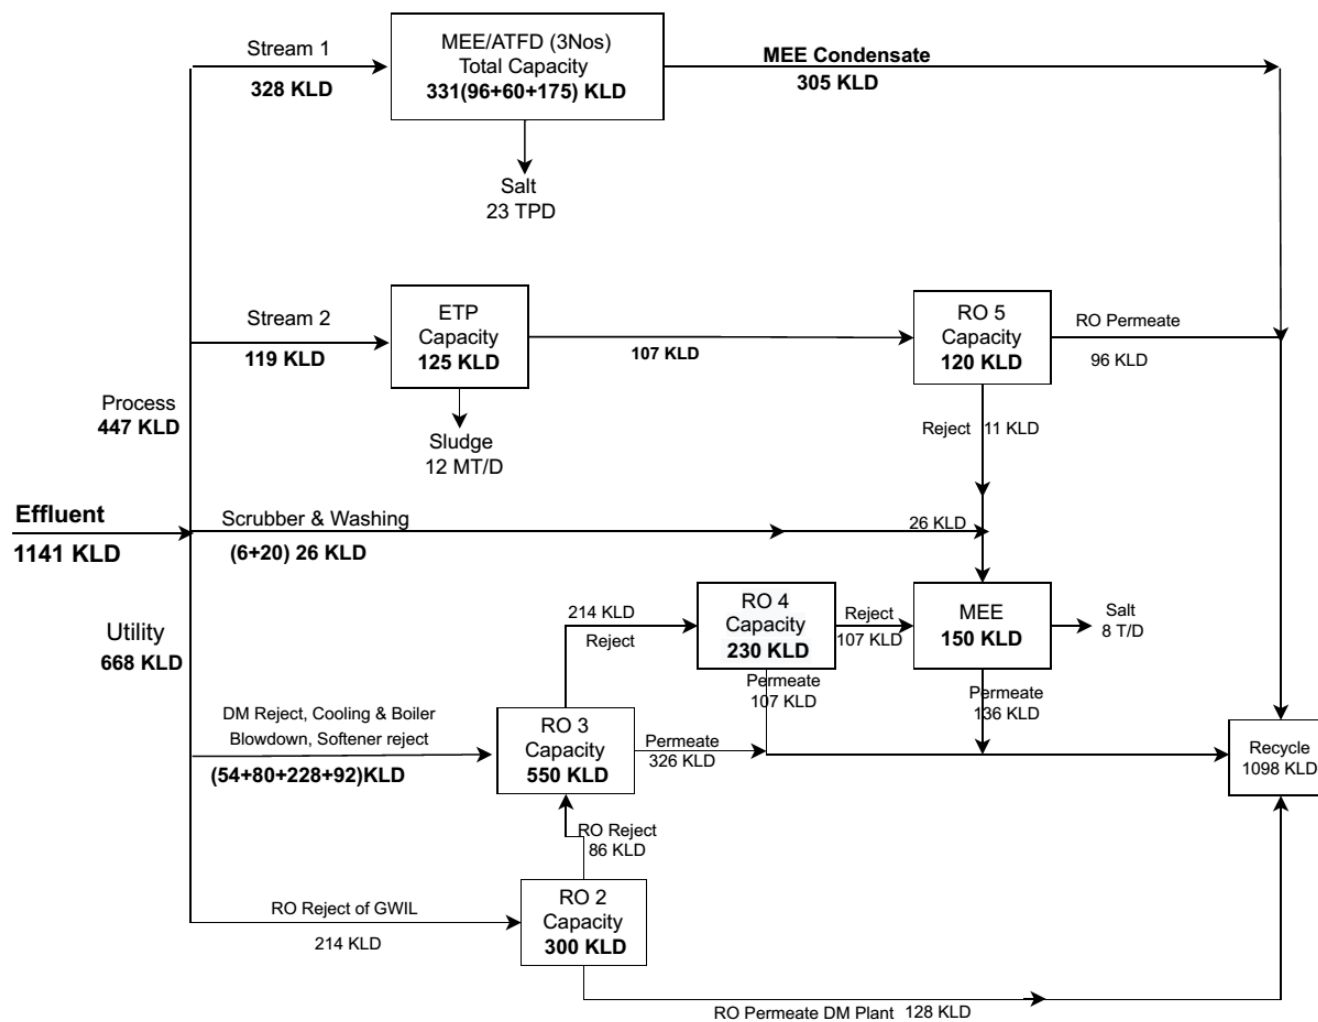 Stream 1
328 KLD
MEE/ATFD (3Nos)
Total Capacity
331(96+60+175) KLD
MEE Condensate
305 KLD
Salt
23 TPD
Stream 2
119 KLD
ETP
Capacity
125 KLD
107 KLD
RO 5
Capacity
120 KLD
RO Permeate
96 KLD
Process
447 KLD
Sludge
12 MT/D
Reject
11 KLD
Effluent
1141 KLD
Scrubber & Washing
(6+20) 26 KLD
26 KLD
Utility
668 KLD
214 KLD
Reject
RO 4
Capacity
230 KLD
Reject
107 KLD
MEE
150 KLD
Salt
8 T/D
Permeate
107 KLD
Permeate
136 KLD
DM Reject, Cooling & Boiler
Blowdown, Softener reject
(54+80+228+92)KLD
RO 3
Capacity
550 KLD
Permeate
326 KLD
Recycle
1098 KLD
RO Reject
86 KLD
RO Reject of GWIL
214 KLD
RO 2
Capacity
300 KLD
RO Permeate DM Plant 128 KLD